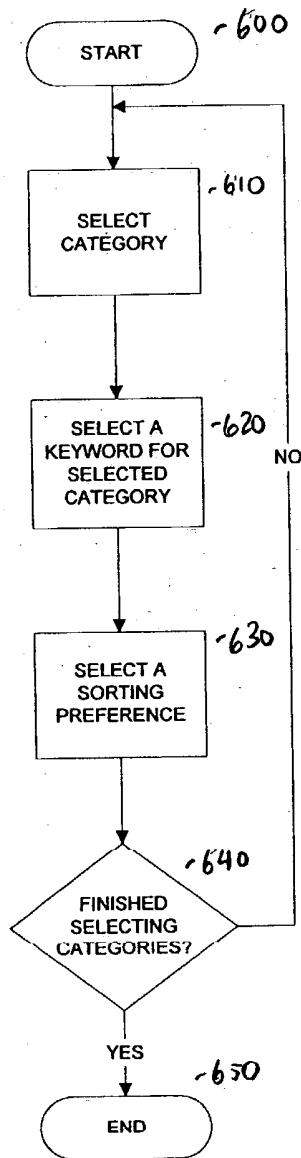 600
START
610
SELECT
CATEGORY
620
SELECT A
KEYWORD FOR
SELECTED
CATEGORY
NO
630
SELECT A
SORTING
PREFERENCE
640
FINISHED
SELECTING
CATEGORIES?
YES
650
END